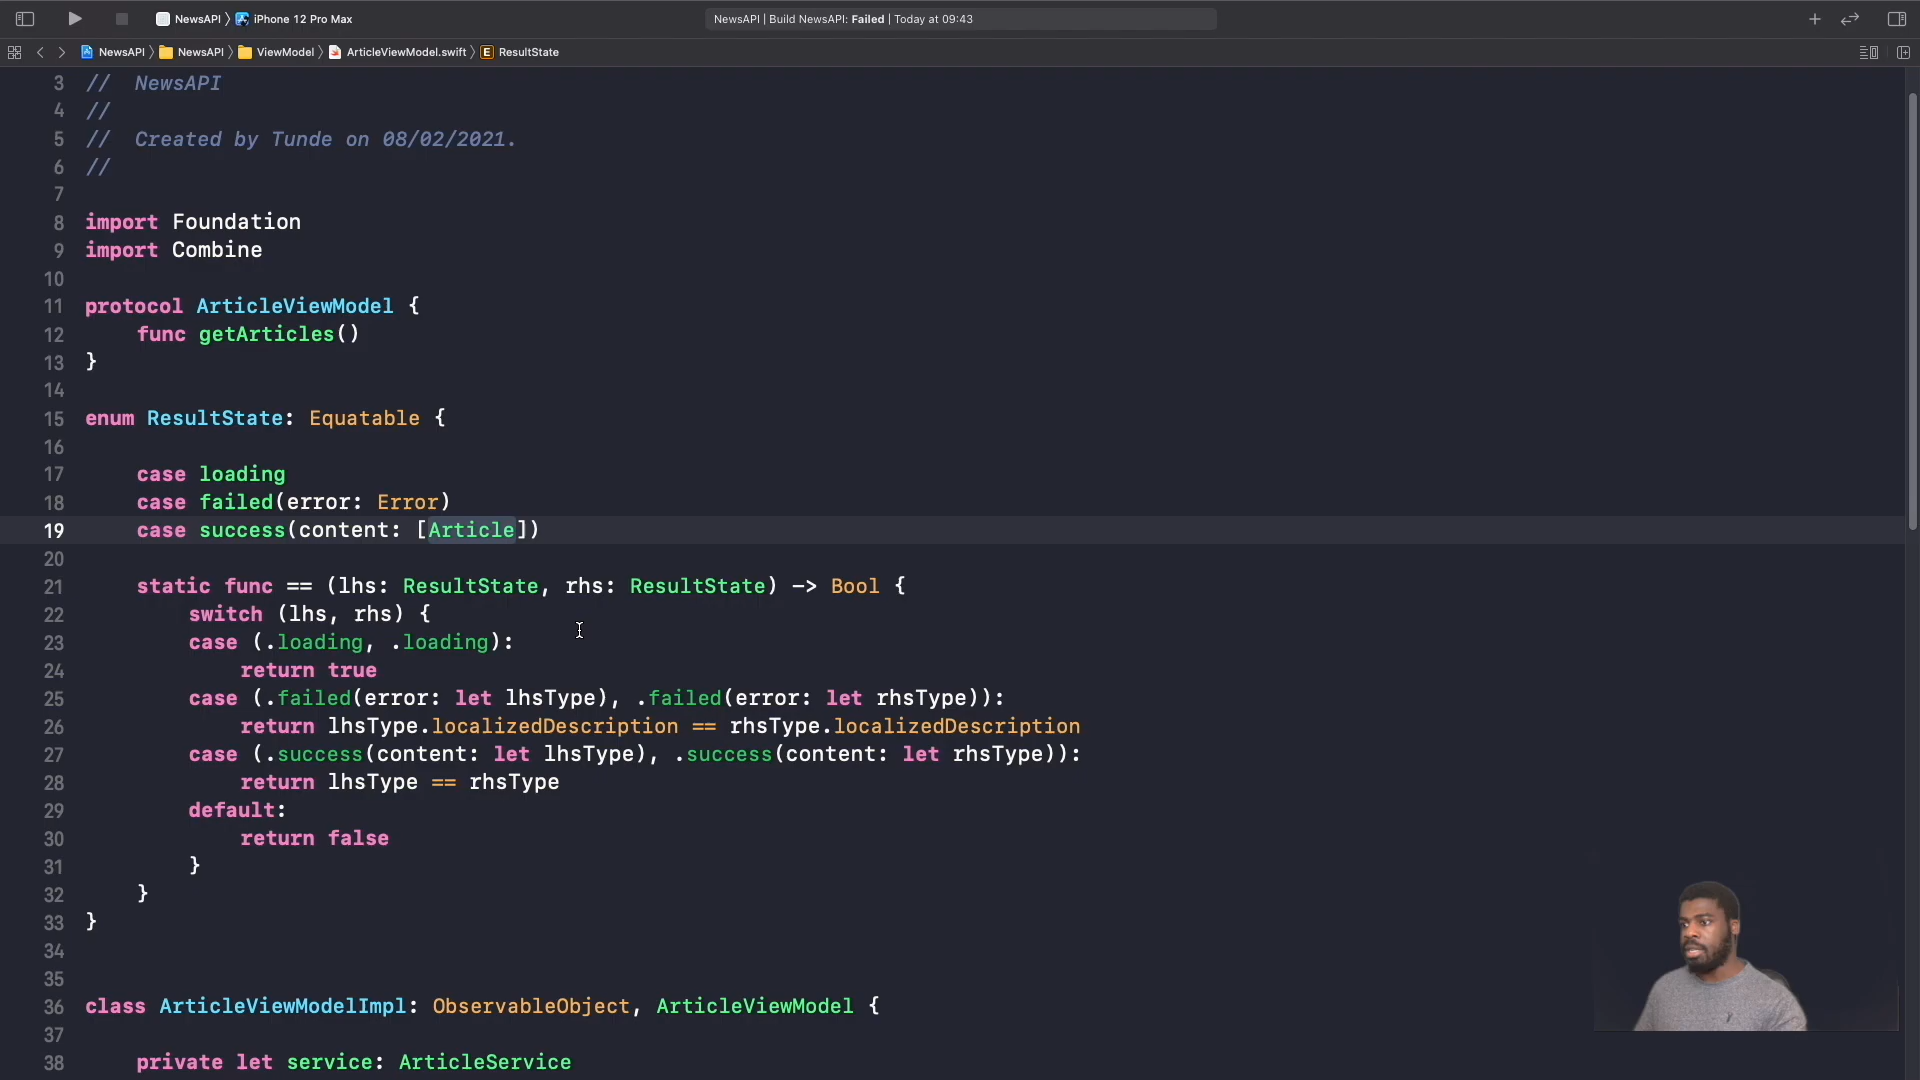 NewsAPI 〉 iPhone 12 Pro Max
NewsAPI | Build NewsAPI: Failed | Today at 09:43
NewsAPI 〉 NewsAPI 〉 ViewModel 〉 ArticleViewModel.swift 〉 E ResultState
3 //  NewsAPI
4 //
5 //  Created by Tunde on 08/02/2021.
6 //
7
8 import Foundation
9 import Combine
10
11 protocol ArticleViewModel {
12     func getArticles()
13 }
14
15 enum ResultState: Equatable {
16
17     case loading
18     case failed(error: Error)
19     case success(content: [Article])
20
21     static func == (lhs: ResultState, rhs: ResultState) -> Bool {
22         switch (lhs, rhs) {
23         case (.loading, .loading):
24             return true
25         case (.failed(error: let lhsType), .failed(error: let rhsType)):
26             return lhsType.localizedDescription == rhsType.localizedDescription
27         case (.success(content: let lhsType), .success(content: let rhsType)):
28             return lhsType == rhsType
29         default:
30             return false
31         }
32     }
33 }
34
35
36 class ArticleViewModelImpl: ObservableObject, ArticleViewModel {
37
38     private let service: ArticleService